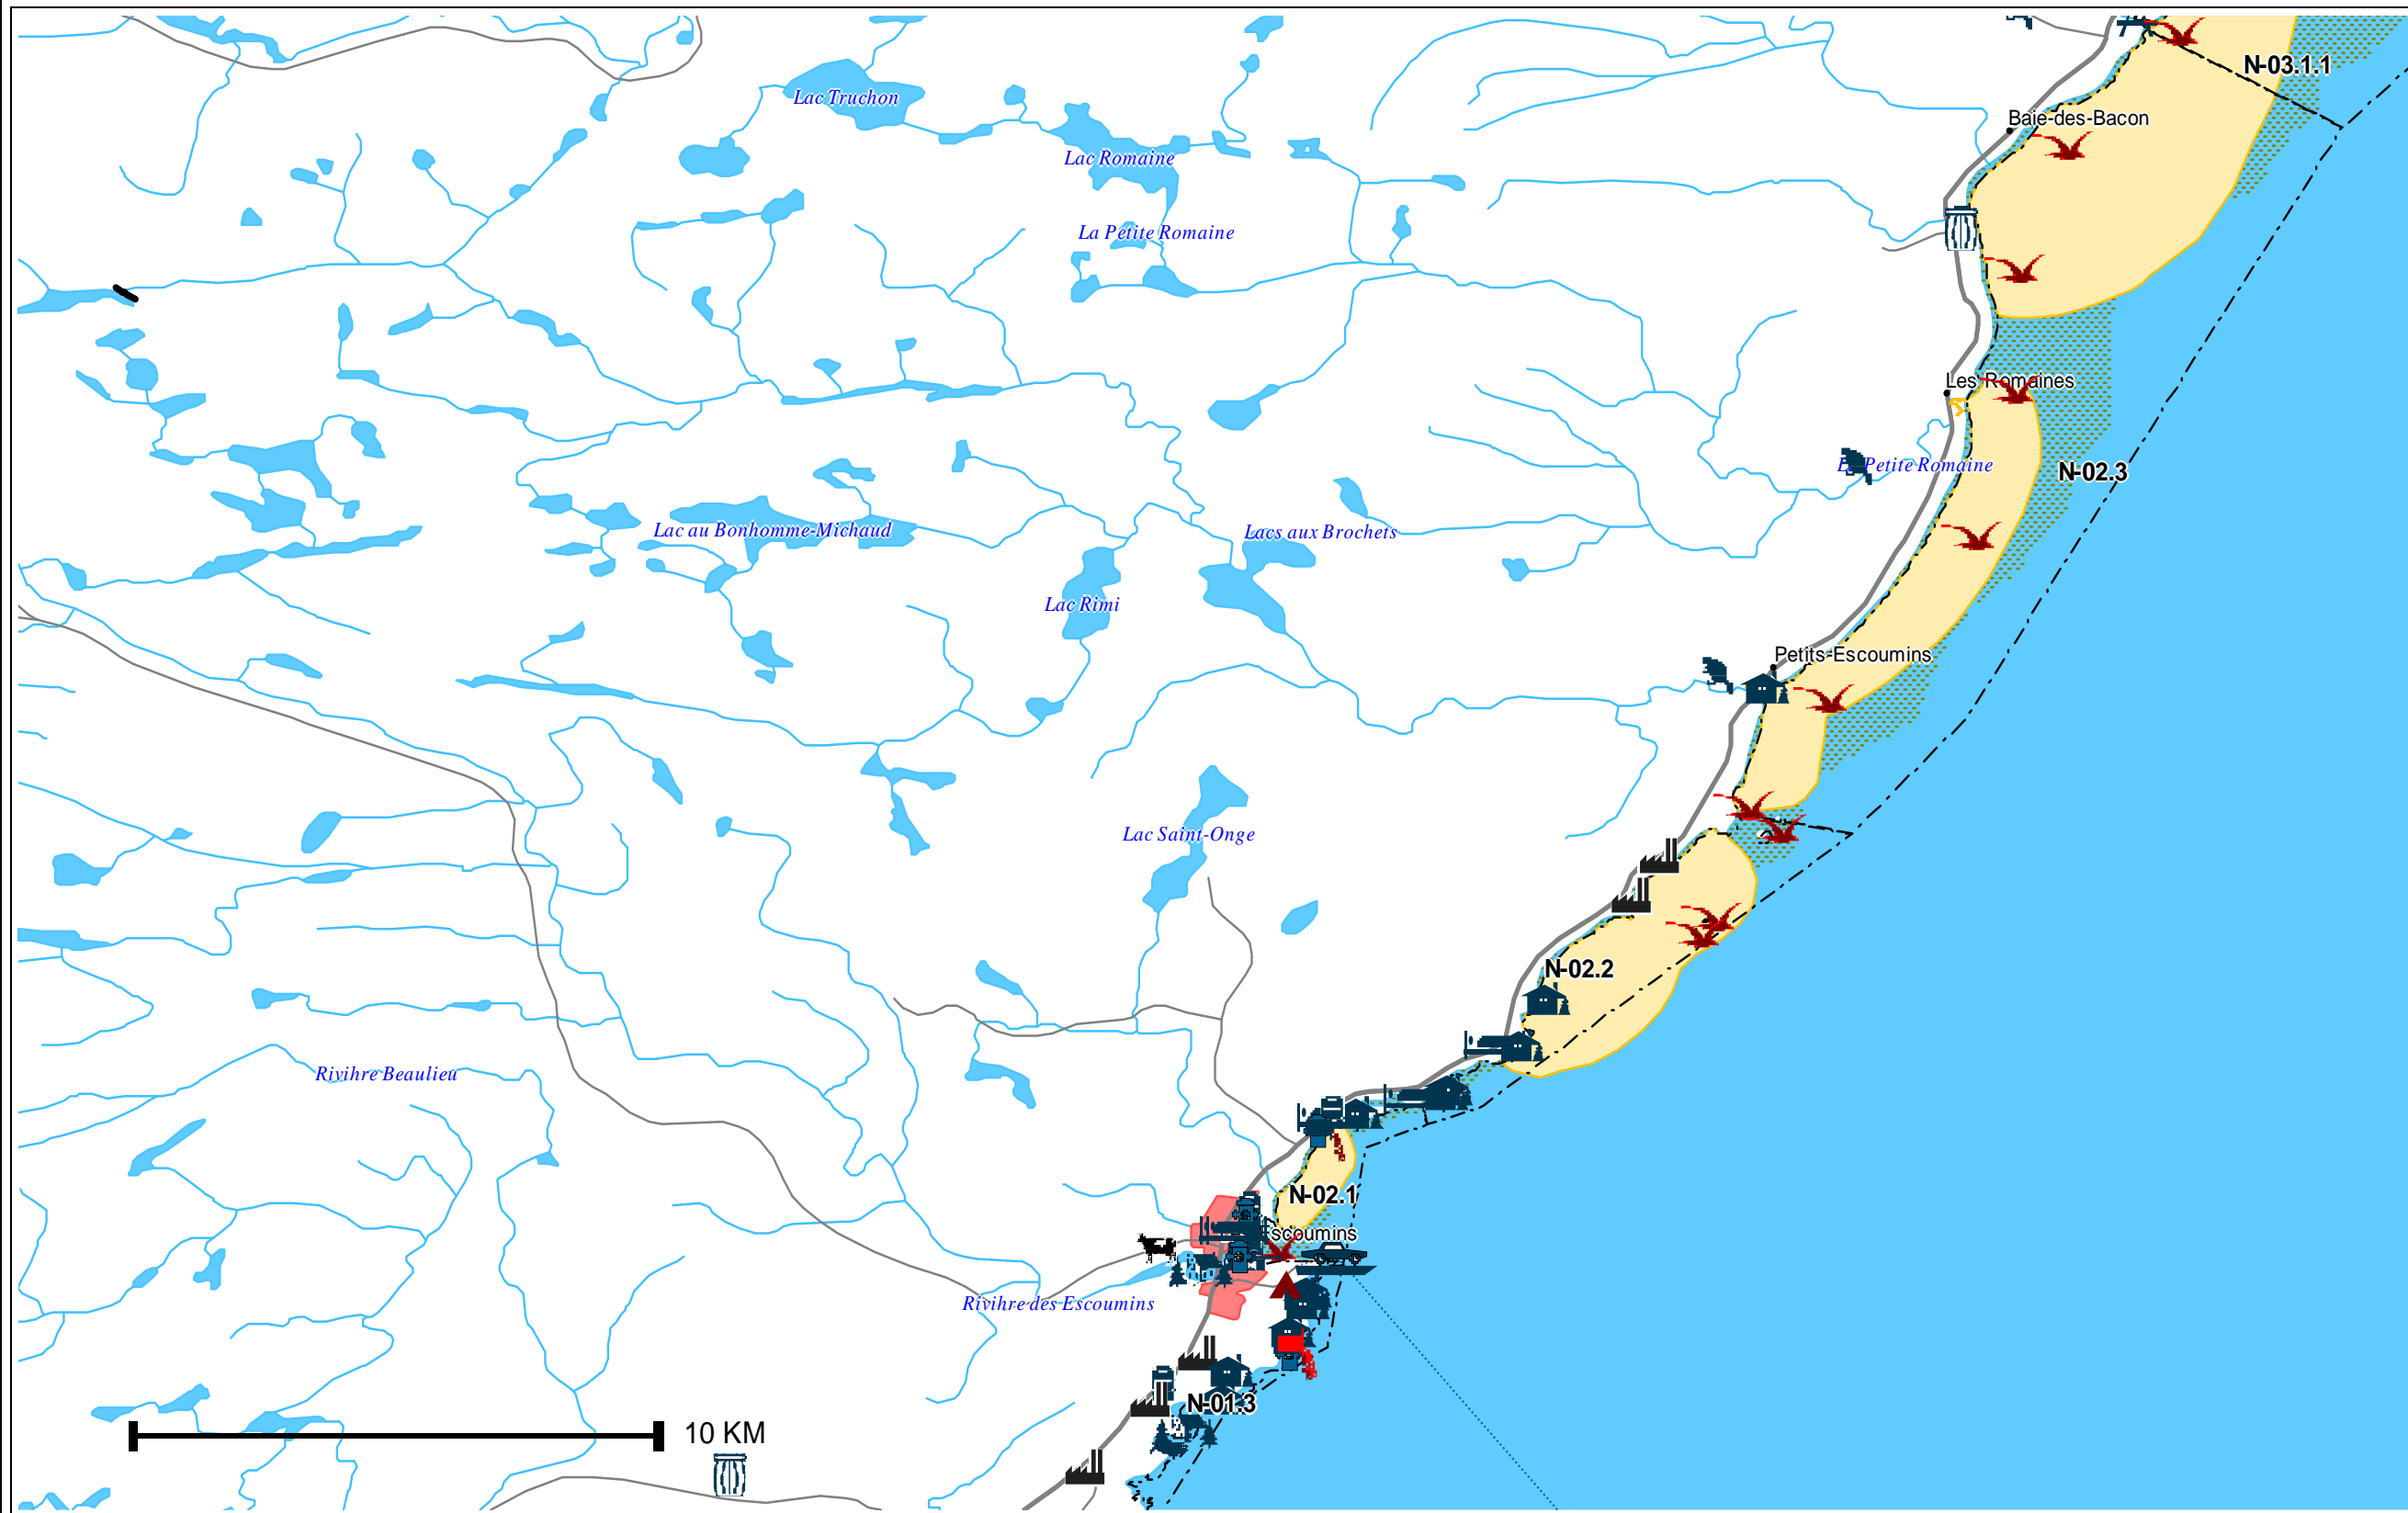 N-03.1.1
Lac Truchon
Baie-des-Bacon
Lac Romaine
La Petite Romaine
Les Romaines
Petite Romaine
N-02.3
Lac au Bonhomme-Michaud
Lacs aux Brochets
Lac Rimi
Petits-Escoumins
Lac Saint-Onge
N-02.2
Rivihre Beaulieu
N-02.1
scoumins
Rivihre des Escoumins
N-01.3
10 KM